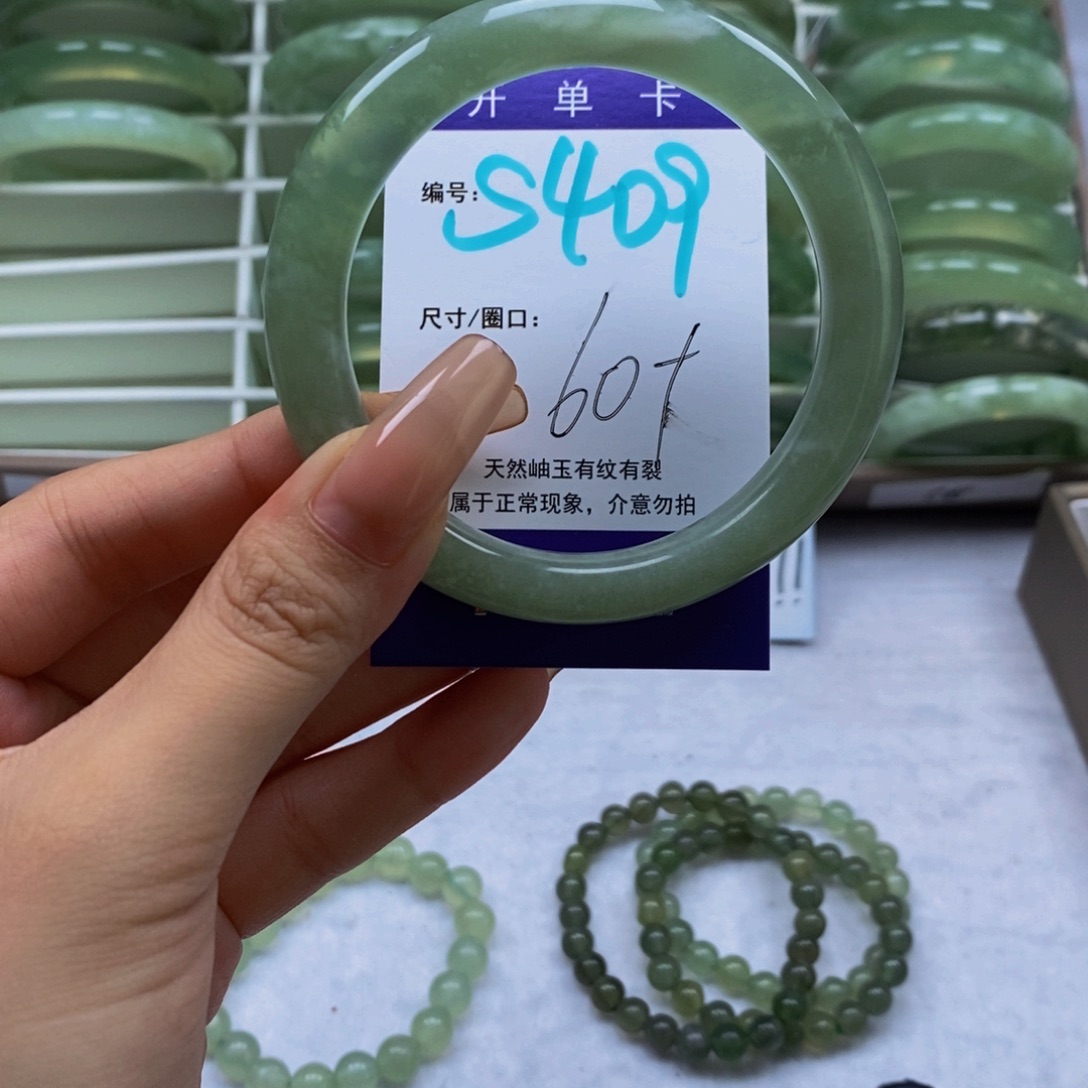 开单卡
编号: S409
尺寸/圈口:
60+
天然岫玉有纹有裂
属于正常现象，介意勿拍